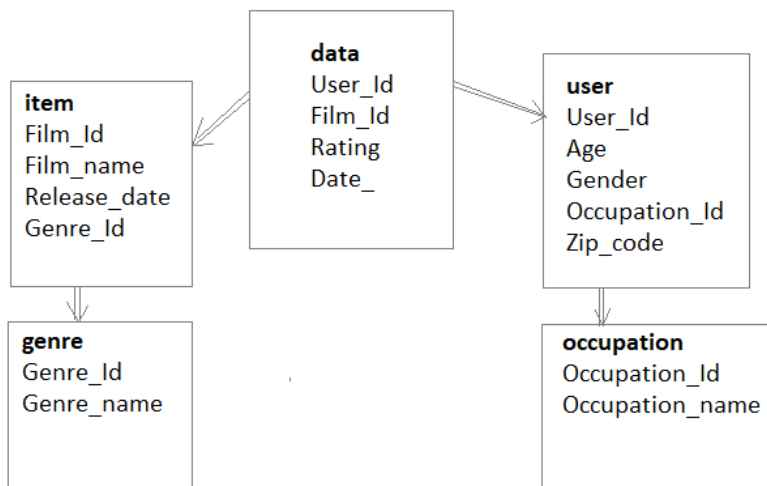 data
User_Id
Film_Id
Rating
Date_
item
Film_Id
Film_name
Release_date
Genre_Id
user
User_Id
Age
Gender
Occupation_Id
Zip_code
genre
Genre_Id
Genre_name
occupation
Occupation_Id
Occupation_name